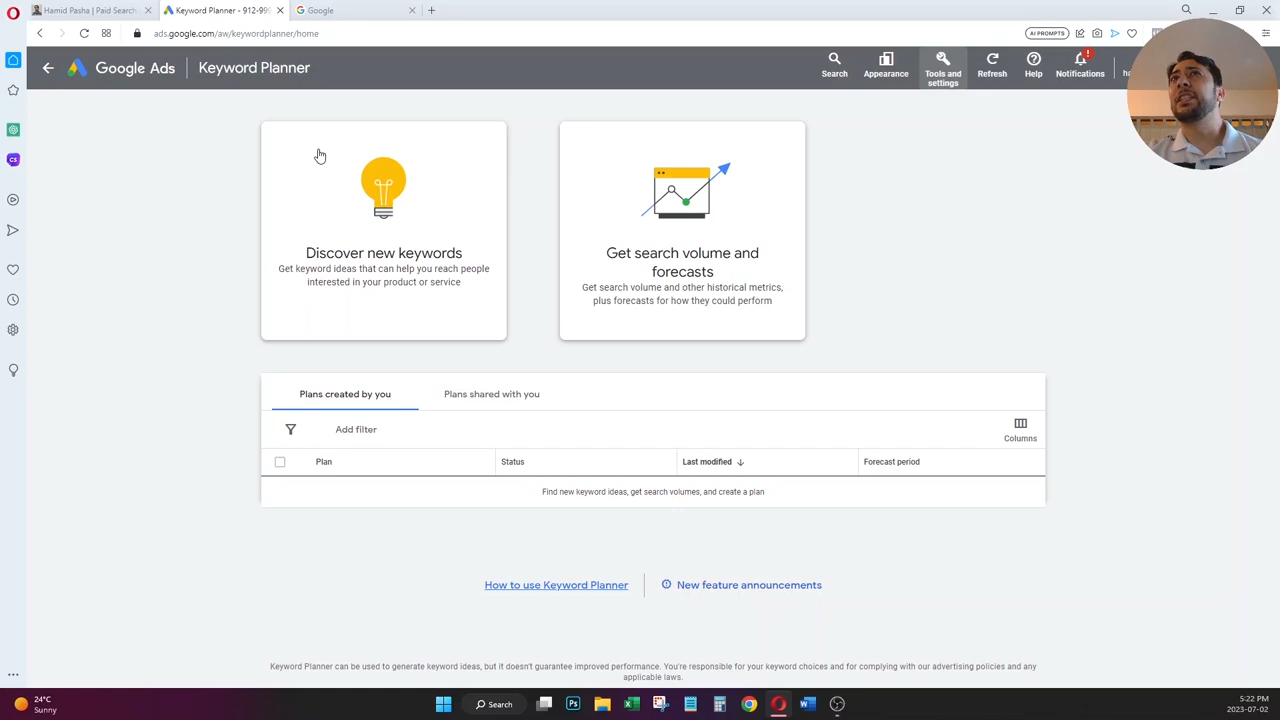 Hamid Pasha | Paid Search
Keyword Planner - 912-999
Google
ads.google.com/aw/keywordplanner/home
AI PROMPTS
Google Ads
Keyword Planner
Search
Appearance
Tools and
settings
Refresh
Help
Notifications
Discover new keywords
Get keyword ideas that can help you reach people
interested in your product or service
Get search volume and
forecasts
Get search volume and other historical metrics,
plus forecasts for how they could perform
Plans created by you
Plans shared with you
Add filter
Columns
Plan
Status
Last modified
Forecast period
Find new keyword ideas, get search volumes, and create a plan
How to use Keyword Planner
New feature announcements
Keyword Planner can be used to generate keyword ideas, but it doesn't guarantee improved performance. You're responsible for your keyword choices and for complying with our advertising policies and any
applicable laws.
24°C
Sunny
Search
5:22 PM
2023-07-02